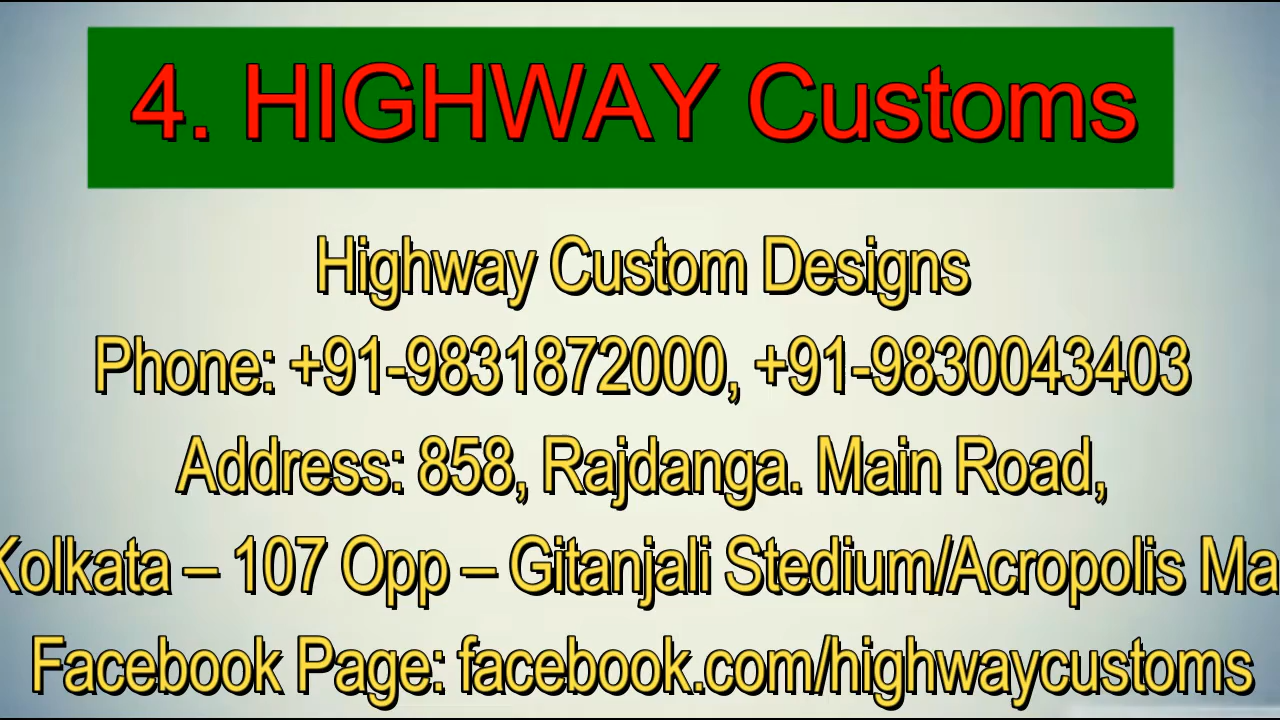 4. HIGHWAY Customs
Highway Custom Designs
Phone: +91-9831872000, +91-9830043403
Address: 858, Rajdanga. Main Road,
Kolkata – 107 Opp – Gitanjali Stedium/Acropolis Ma
Facebook Page: facebook.com/highwaycustoms